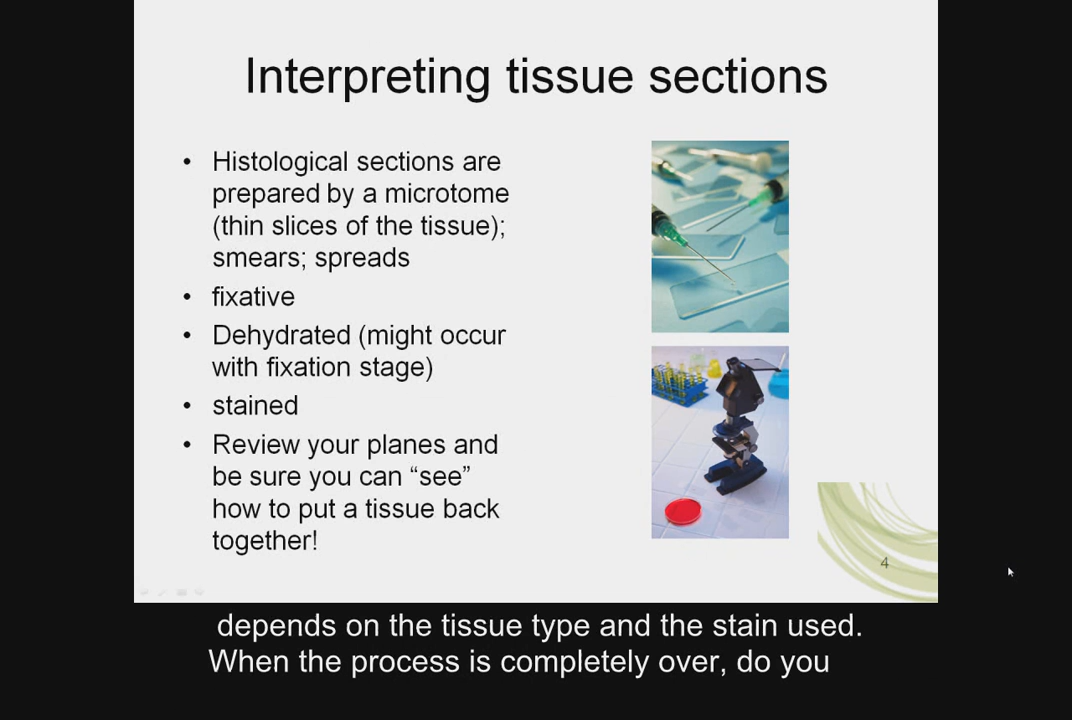 Interpreting tissue sections
• Histological sections are
prepared by a microtome
(thin slices of the tissue);
smears; spreads
• fixative
• Dehydrated (might occur
with fixation stage)
• stained
• Review your planes and
be sure you can “see”
how to put a tissue back
together!
4
depends on the tissue type and the stain used.
When the process is completely over, do you